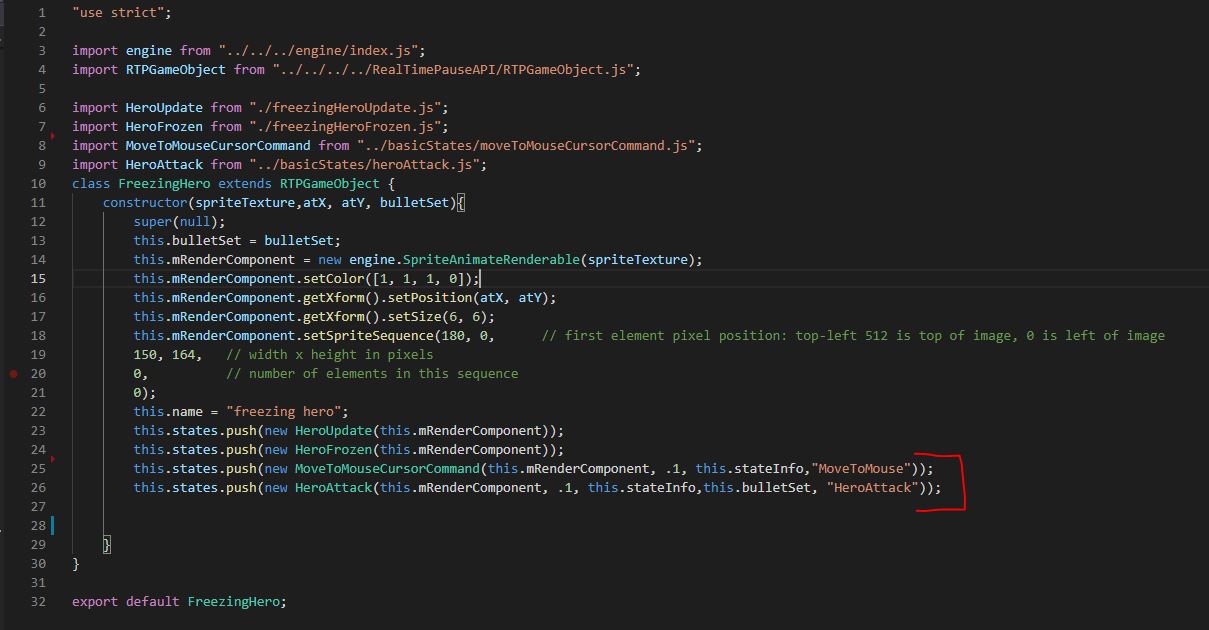 1 "use strict";
2
3 import engine from "../../../engine/index.js";
4 import RTPGameObject from "../../../../RealTimePauseAPI/RTPGameObject.js";
5
6 import HeroUpdate from "./freezingHeroUpdate.js";
7 import HeroFrozen from "./freezingHeroFrozen.js";
8 import MoveToMouseCursorCommand from "../basicStates/moveToMouseCursorCommand.js";
9 import HeroAttack from "../basicStates/heroAttack.js";
10 class FreezingHero extends RTPGameObject {
11     constructor(spriteTexture,atX, atY, bulletSet){
12         super(null);
13         this.bulletSet = bulletSet;
14         this.mRenderComponent = new engine.SpriteAnimateRenderable(spriteTexture);
15         this.mRenderComponent.setColor([1, 1, 1, 0]);
16         this.mRenderComponent.getXform().setPosition(atX, atY);
17         this.mRenderComponent.getXform().setSize(6, 6);
18         this.mRenderComponent.setSpriteSequence(180, 0,      // first element pixel position: top-left 512 is top of image, 0 is left of image
19         150, 164,   // width x height in pixels
20         0,          // number of elements in this sequence
21         0);
22         this.name = "freezing hero";
23         this.states.push(new HeroUpdate(this.mRenderComponent));
24         this.states.push(new HeroFrozen(this.mRenderComponent));
25         this.states.push(new MoveToMouseCursorCommand(this.mRenderComponent, .1, this.stateInfo,"MoveToMouse"));
26         this.states.push(new HeroAttack(this.mRenderComponent, .1, this.stateInfo,this.bulletSet, "HeroAttack"));
27
28
29     }
30 }
31
32 export default FreezingHero;